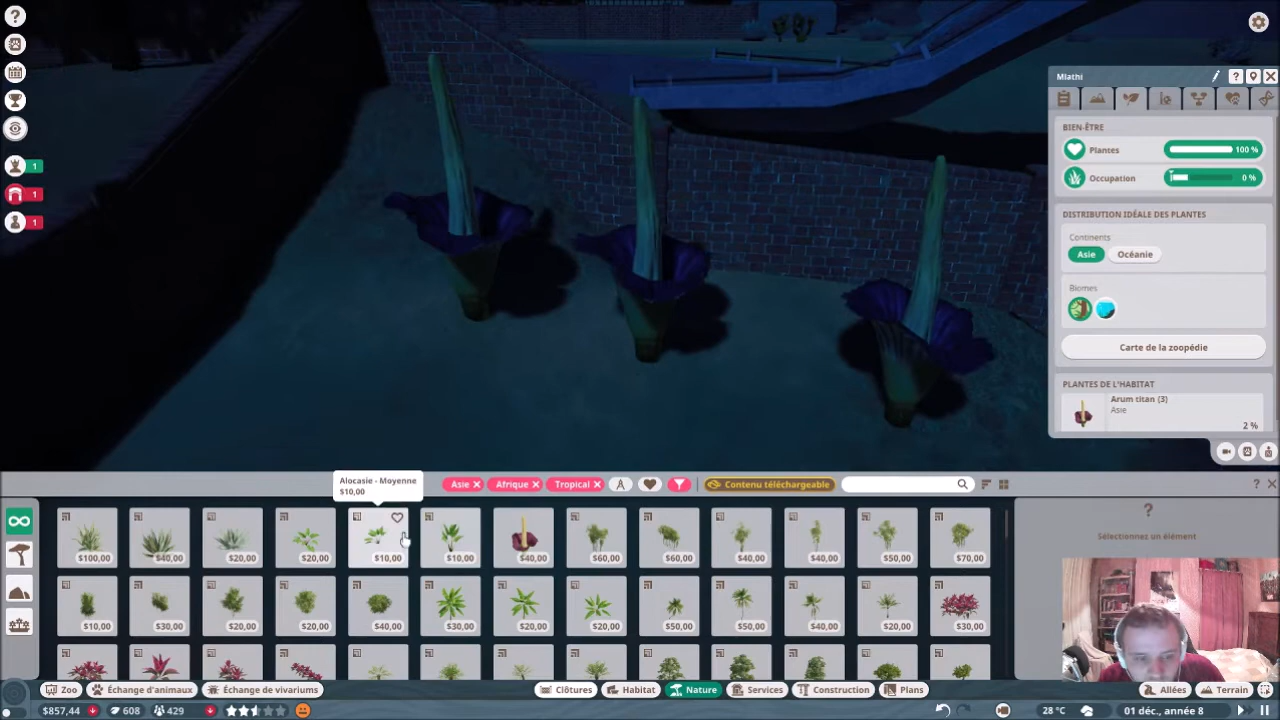 1
1
1
Mlathi
?
BIEN-ÊTRE
Plantes
100 %
Occupation
0 %
DISTRIBUTION IDÉALE DES PLANTES
Continents
Asie
Océanie
Biomes
Carte de la zoopédie
PLANTES DE L'HABITAT
Arum titan (3)
Asie
2 %
Alocasie - Moyenne
$10,00
Asie
Afrique
Tropical
Contenu téléchargeable
?
$100,00
$40,00
$20,00
$20,00
$10,00
$10,00
$40,00
$60,00
$60,00
$40,00
$40,00
$50,00
$70,00
?
Sélectionnez un élément
$10,00
$30,00
$20,00
$20,00
$40,00
$30,00
$20,00
$20,00
$50,00
$50,00
$40,00
$20,00
$30,00
Zoo
Échange d'animaux
Échange de vivariums
Clôtures
Habitat
Nature
Services
Construction
Plans
Allées
Terrain
$857,44
608
429
28 °C
01 déc., année 8